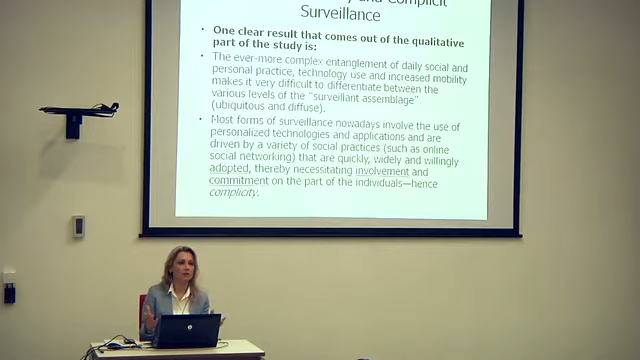 and Complicit
Surveillance
• One clear result that comes out of the qualitative
part of the study is:
• The ever-more complex entanglement of daily social and
personal practice, technology use and increased mobility
makes it very difficult to differentiate between the
various levels of the "surveillant assemblage"
(ubiquitous and diffuse).
• Most forms of surveillance nowadays involve the use of
personalized technologies and applications and are
driven by a variety of social practices (such as online
social networking) that are quickly, widely and willingly
adopted, thereby necessitating involvement and
commitment on the part of the individuals—hence
complicity.